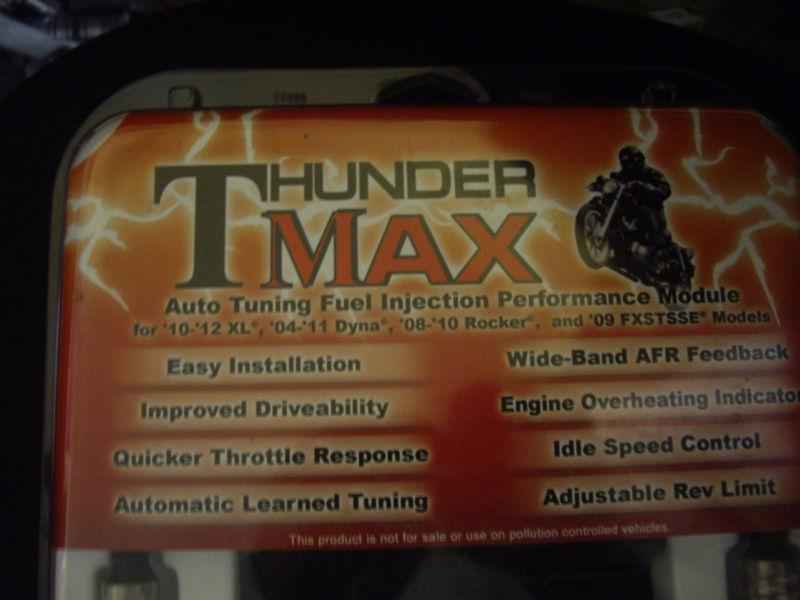 THUNDER
MAX
Auto Tuning Fuel Injection Performance Module
for '10-'12 XL®, '04-'11 Dyna®, '08-'10 Rocker®, and '09 FXSTSSE® Models
Easy Installation
Wide-Band AFR Feedback
Improved Driveability
Engine Overheating Indicator
Quicker Throttle Response
Idle Speed Control
Automatic Learned Tuning
Adjustable Rev Limit
This product is not for sale or use on pollution controlled vehicles.